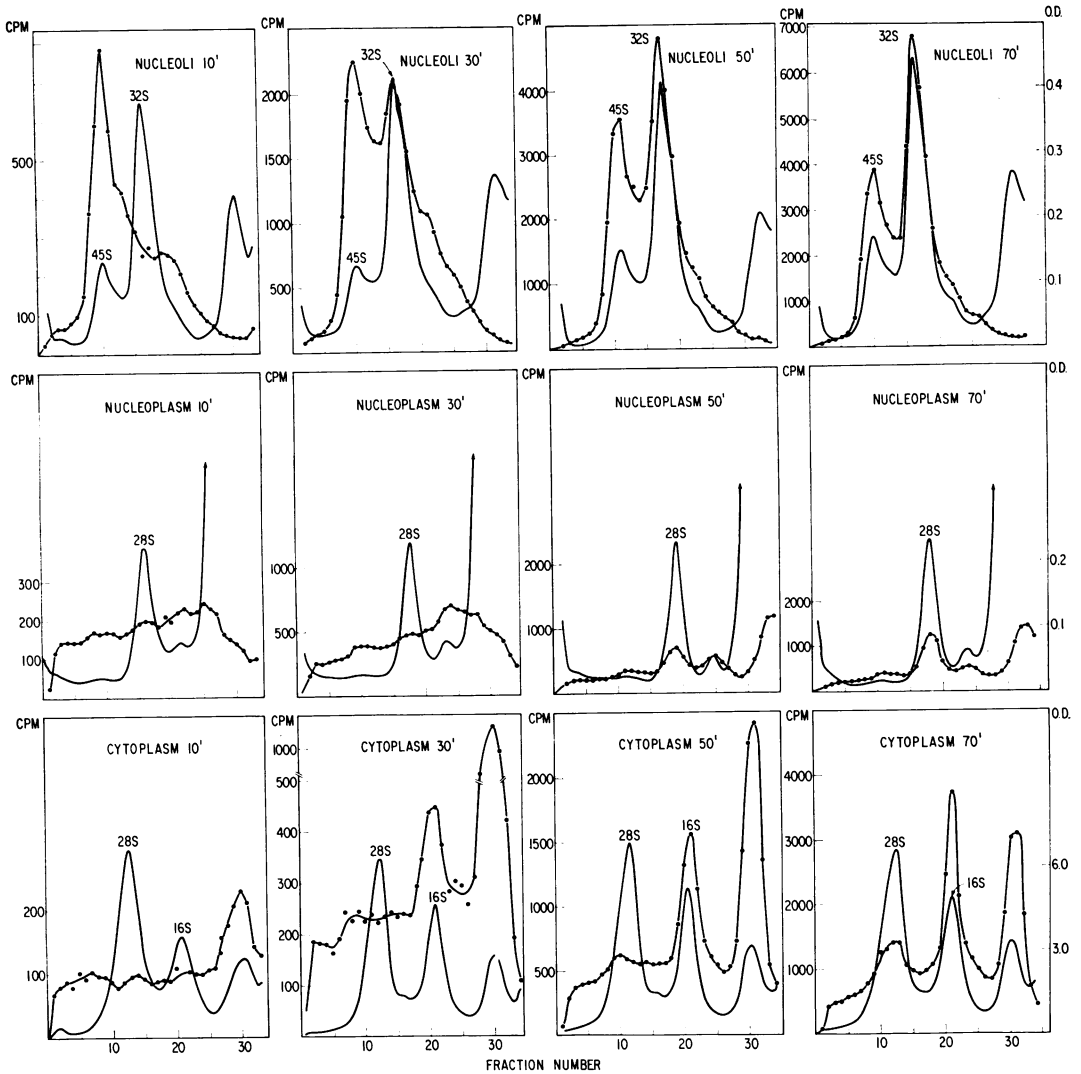 CPM CPM CPM CPM O.D.
NUCLEOLI 10' NUCLEOLI 30' NUCLEOLI 50' NUCLEOLI 70'
32S 32S 32S 32S
45S 45S 45S 45S
500 100
2000 1500 1000 500
4000 3000 2000 1000
7000 6000 5000 4000 3000 2000 1000
0.4 0.3 0.2 0.1
CPM CPM CPM CPM O.D.
NUCLEOPLASM 10' NUCLEOPLASM 30' NUCLEOPLASM 50' NUCLEOPLASM 70'
28S 28S 28S 28S
300 200 100
1000 500
2000 1000
2000 1000
0.2 0.1
CPM CPM CPM CPM O.D.
CYTOPLASM 10' CYTOPLASM 30' CYTOPLASM 50' CYTOPLASM 70'
28S 28S 28S 28S
16S 16S 16S 16S
200 100
1000 500 400 300 200 100
2000 1500 1000 500
4000 3000 2000 1000
6.0 3.0
10 20 30 10 20 30 10 20 30 10 20 30
FRACTION NUMBER